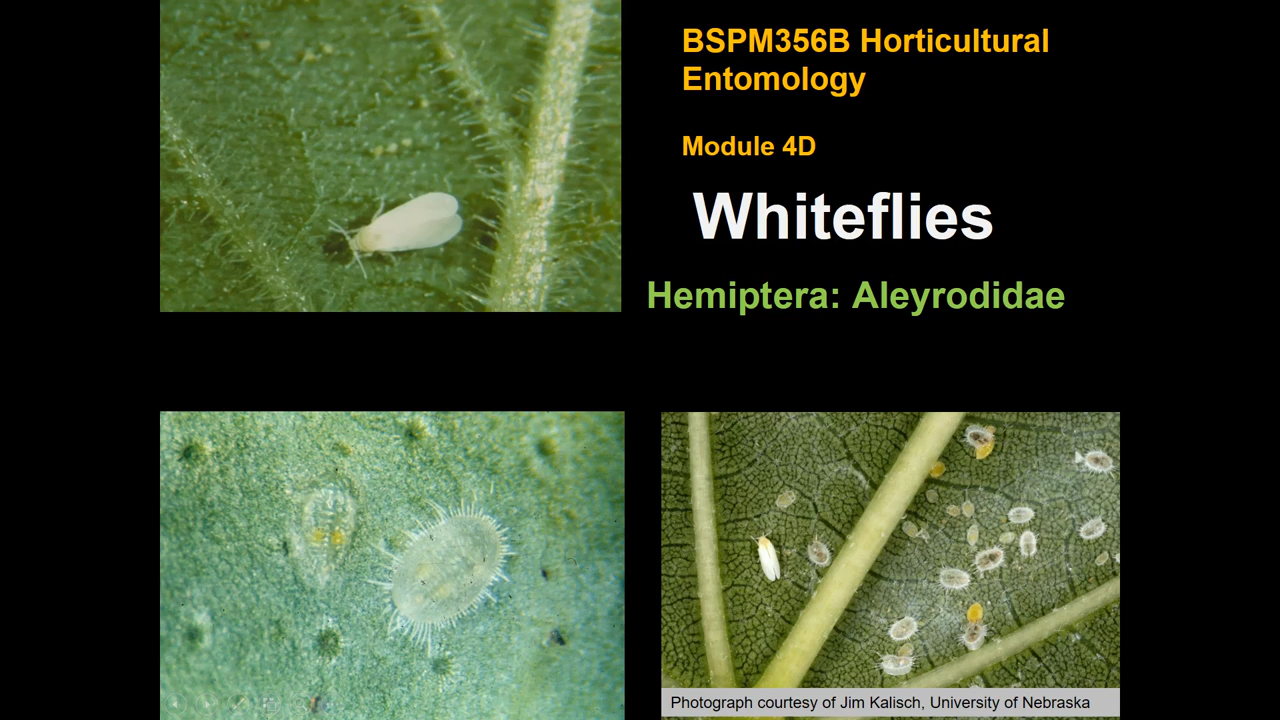 BSPM356B Horticultural
Entomology
Module 4D
Whiteflies
Hemiptera: Aleyrodidae
Photograph courtesy of Jim Kalisch, University of Nebraska